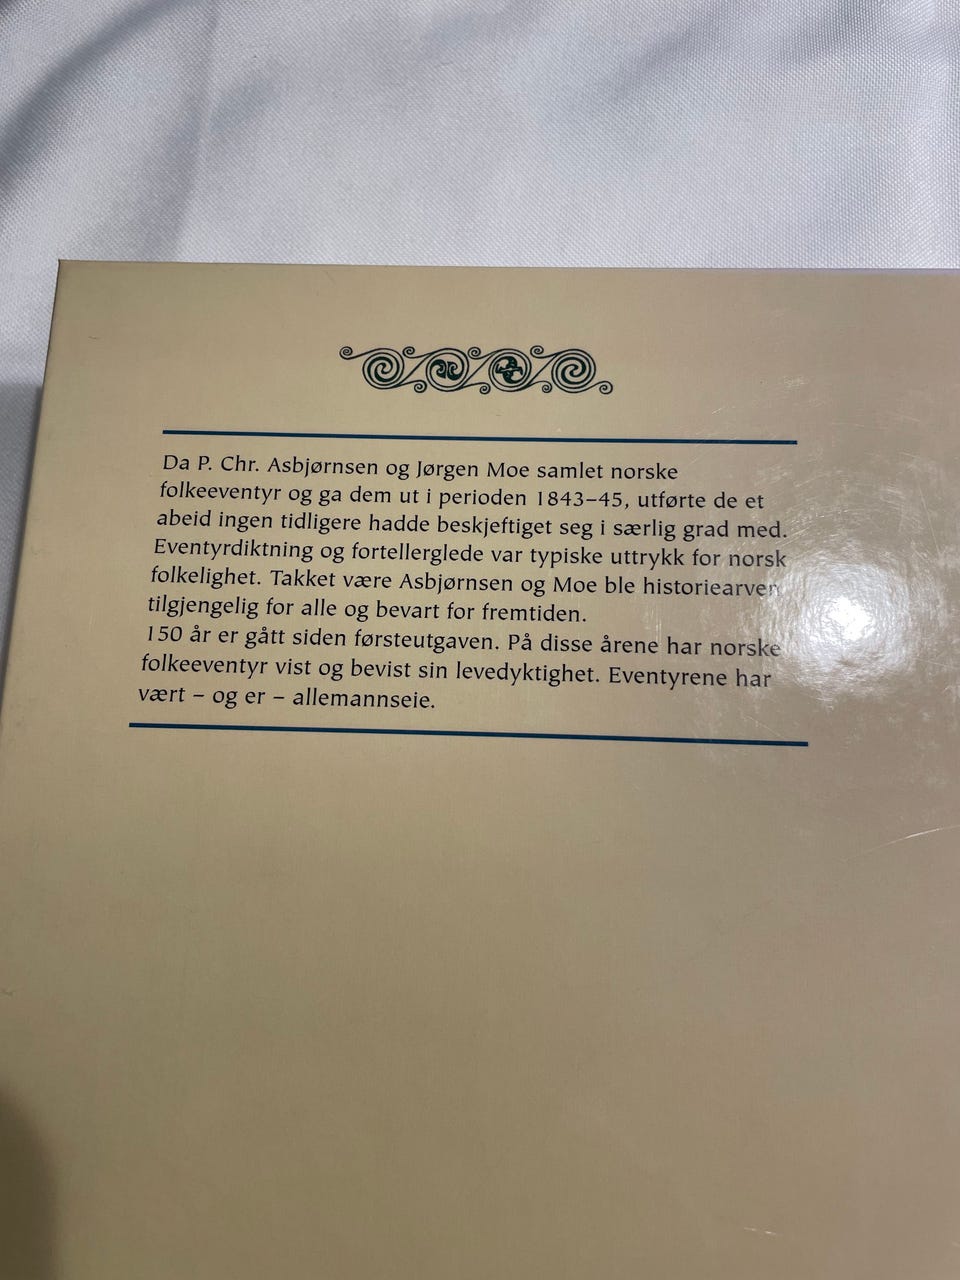 Da P. Chr. Asbjørnsen og Jørgen Moe samlet norske
folkeeventyr og ga dem ut i perioden 1843–45, utførte de et
abeid ingen tidligere hadde beskjeftiget seg i særlig grad med.
Eventyrdiktning og fortellerglede var typiske uttrykk for norsk
folkelighet. Takket være Asbjørnsen og Moe ble historiearven
tilgjengelig for alle og bevart for fremtiden.
150 år er gått siden førsteutgaven. På disse årene har norske
folkeeventyr vist og bevist sin levedyktighet. Eventyrene har
vært – og er – allemannseie.